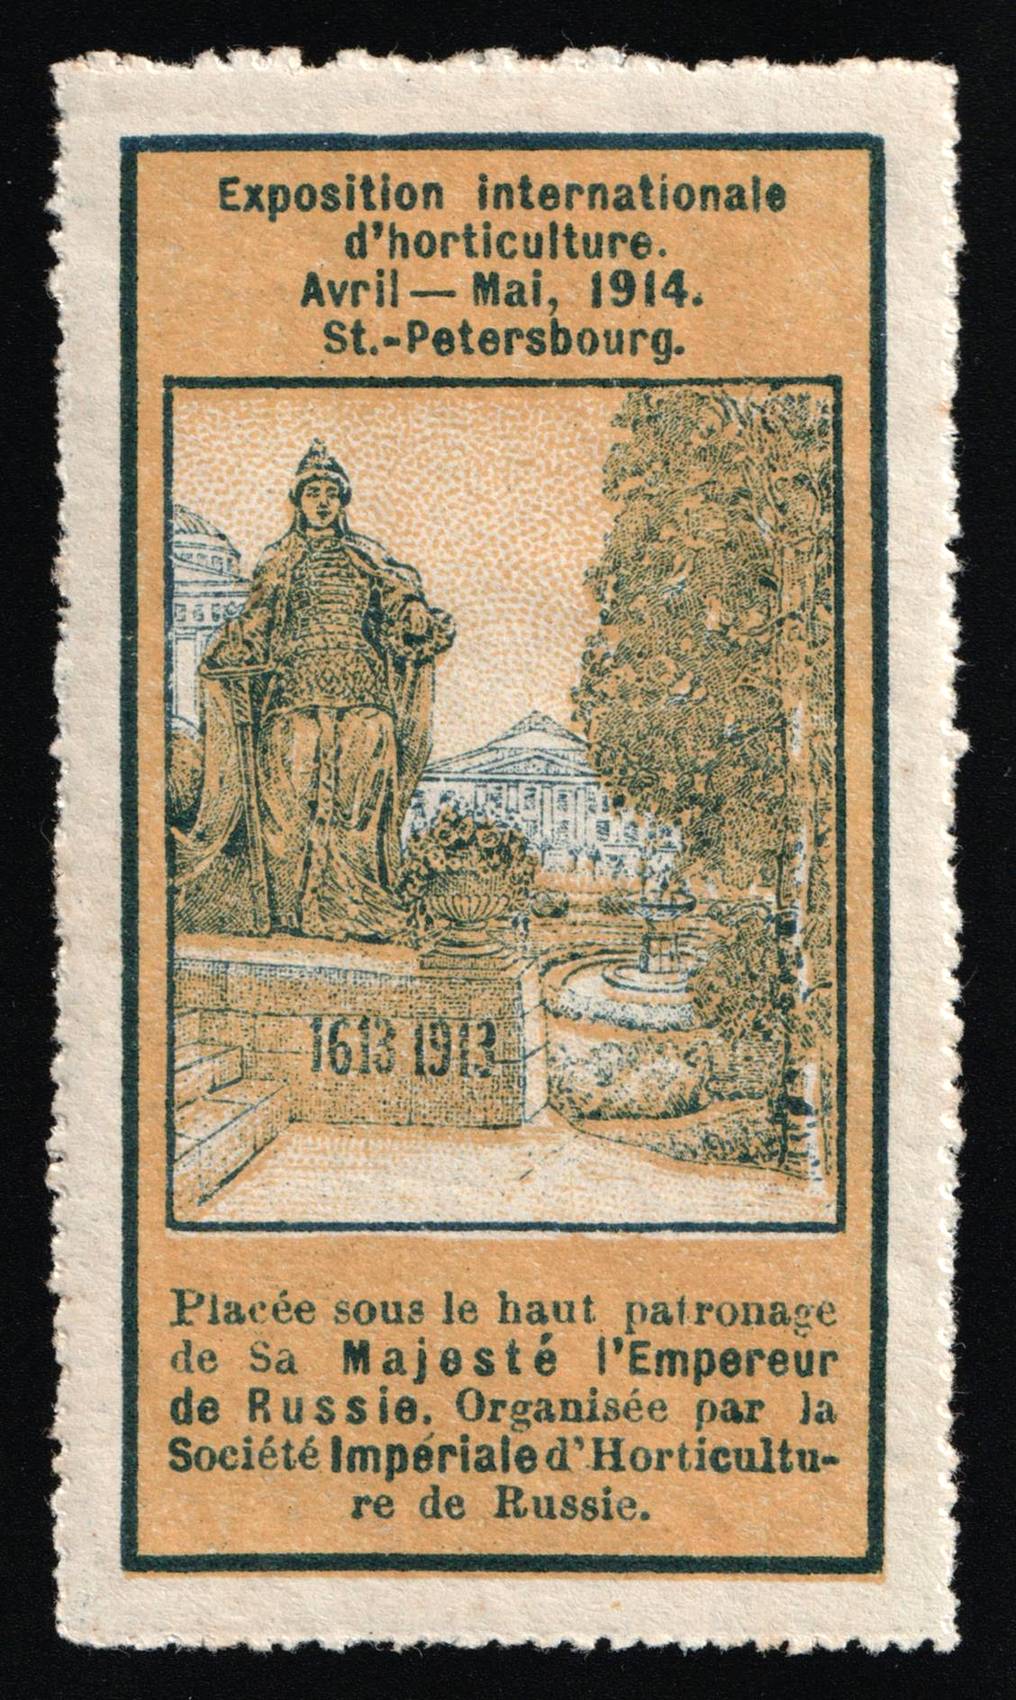 Exposition internationale
d'horticulture.
Avril — Mai, 1914.
St.-Petersbourg.
1613 1913
Placée sous le haut patronage
de Sa Majesté l'Empereur
de Russie. Organisée par la
Société Impériale d'Horticultu-
re de Russie.